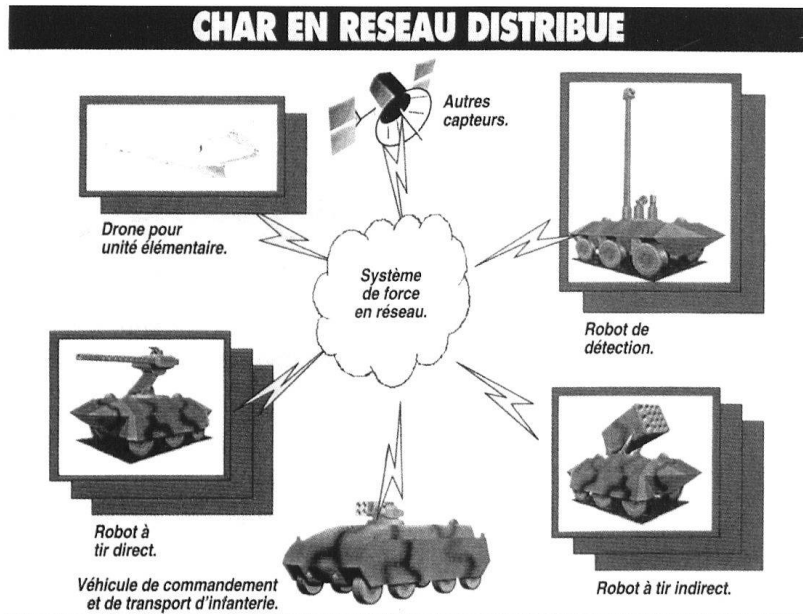 CHAR EN RESEAU DISTRIBUE
Autres
capteurs.
Drone pour
unité élémentaire.
Système
de force
en réseau.
Robot de
détection.
Robot à
tir direct.
Véhicule de commandement
et de transport d'infanterie.
Robot à tir indirect.